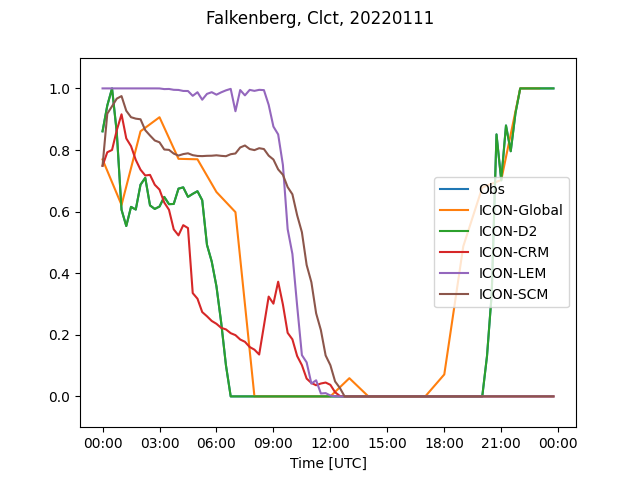 Falkenberg, Clct, 20220111
1.0
0.8
0.6
0.4
0.2
0.0
Obs
ICON-Global
ICON-D2
ICON-CRM
ICON-LEM
ICON-SCM
00:00 03:00 06:00 09:00 12:00 15:00 18:00 21:00 00:00
Time [UTC]